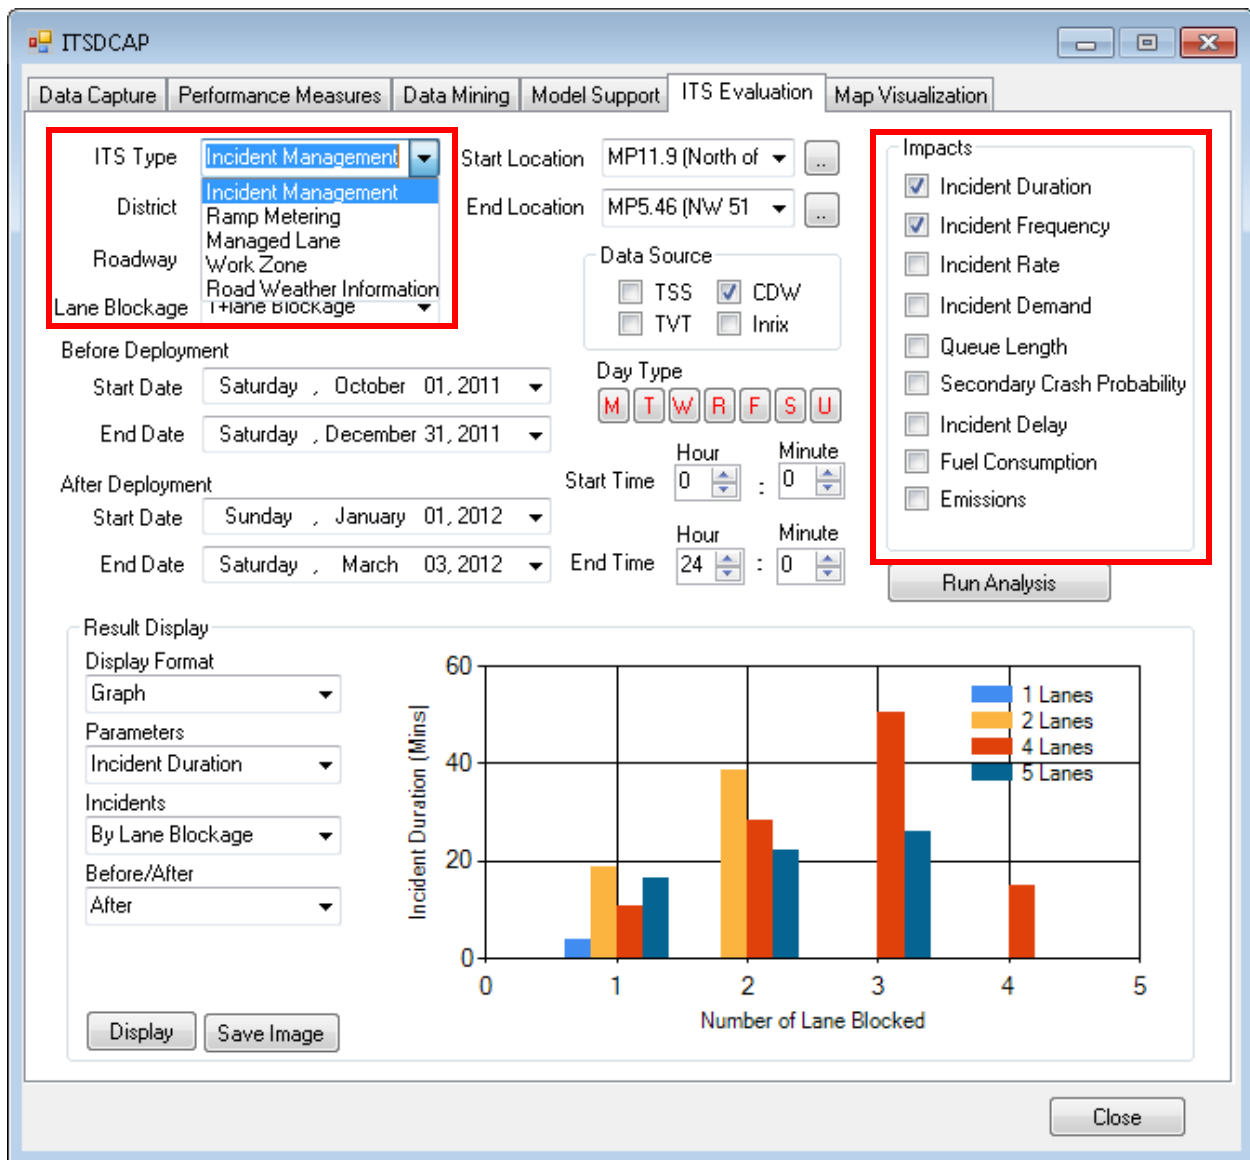 ITSDCAP
Data Capture
Performance Measures
Data Mining
Model Support
ITS Evaluation
Map Visualization
ITS Type
Incident Management
Incident Management
Ramp Metering
Managed Lane
Work Zone
Road Weather Information
District
Roadway
Lane Blockage
1+lane Blockage
Start Location
MP11.9 (North of
..
End Location
MP5.46 (NW 51
..
Data Source
TSS
CDW
TVT
Inrix
Before Deployment
Start Date
Saturday , October 01, 2011
End Date
Saturday , December 31, 2011
After Deployment
Start Date
Sunday , January 01, 2012
End Date
Saturday , March 03, 2012
Day Type
M T W R F S U
Hour
Minute
Start Time
0 : 0
Hour
Minute
End Time
24 : 0
Impacts
Incident Duration
Incident Frequency
Incident Rate
Incident Demand
Queue Length
Secondary Crash Probability
Incident Delay
Fuel Consumption
Emissions
Run Analysis
Result Display
Display Format
Graph
Parameters
Incident Duration
Incidents
By Lane Blockage
Before/After
After
Display
Save Image
Incident Duration (Mins)
60
40
20
0
0 1 2 3 4 5
Number of Lane Blocked
1 Lanes
2 Lanes
4 Lanes
5 Lanes
Close